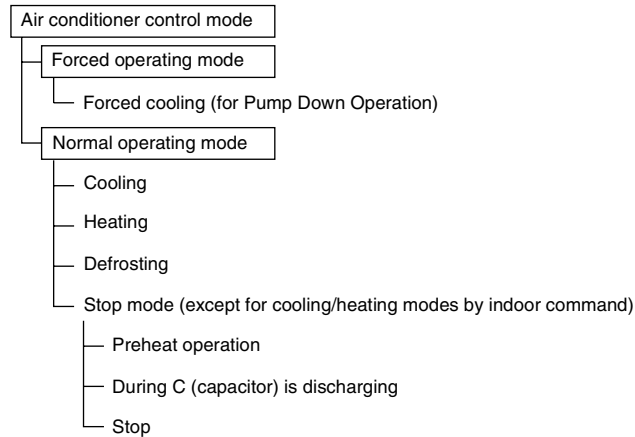 Air conditioner control mode
Forced operating mode
Forced cooling (for Pump Down Operation)
Normal operating mode
Cooling
Heating
Defrosting
Stop mode (except for cooling/heating modes by indoor command)
Preheat operation
During C (capacitor) is discharging
Stop